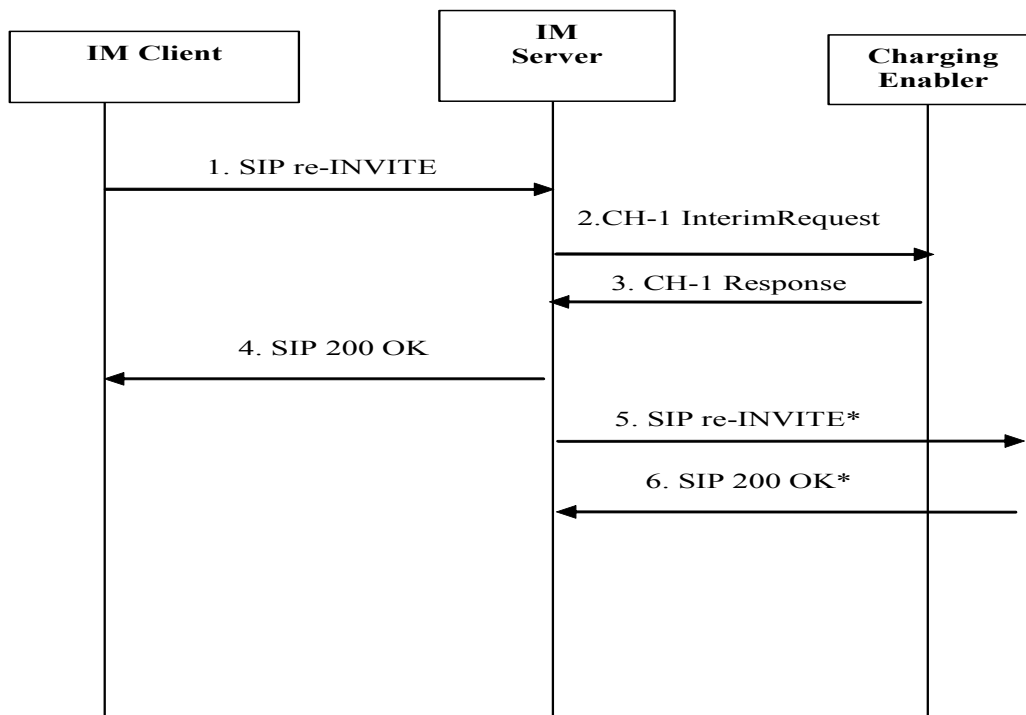 IM Client
IM
Server
Charging
Enabler
1. SIP re-INVITE
2.CH-1 InterimRequest
3. CH-1 Response
4. SIP 200 OK
5. SIP re-INVITE*
6. SIP 200 OK*